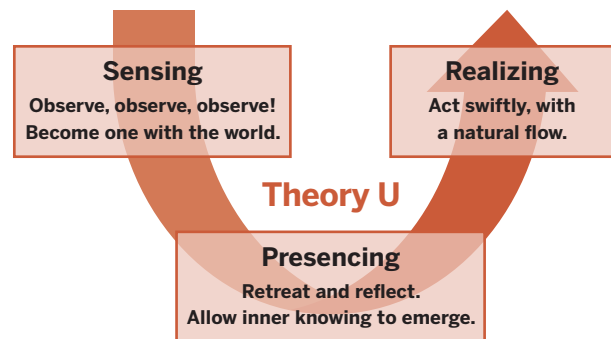 Sensing
Observe, observe, observe!
Become one with the world.
Realizing
Act swiftly, with
a natural flow.
Theory U
Presencing
Retreat and reflect.
Allow inner knowing to emerge.